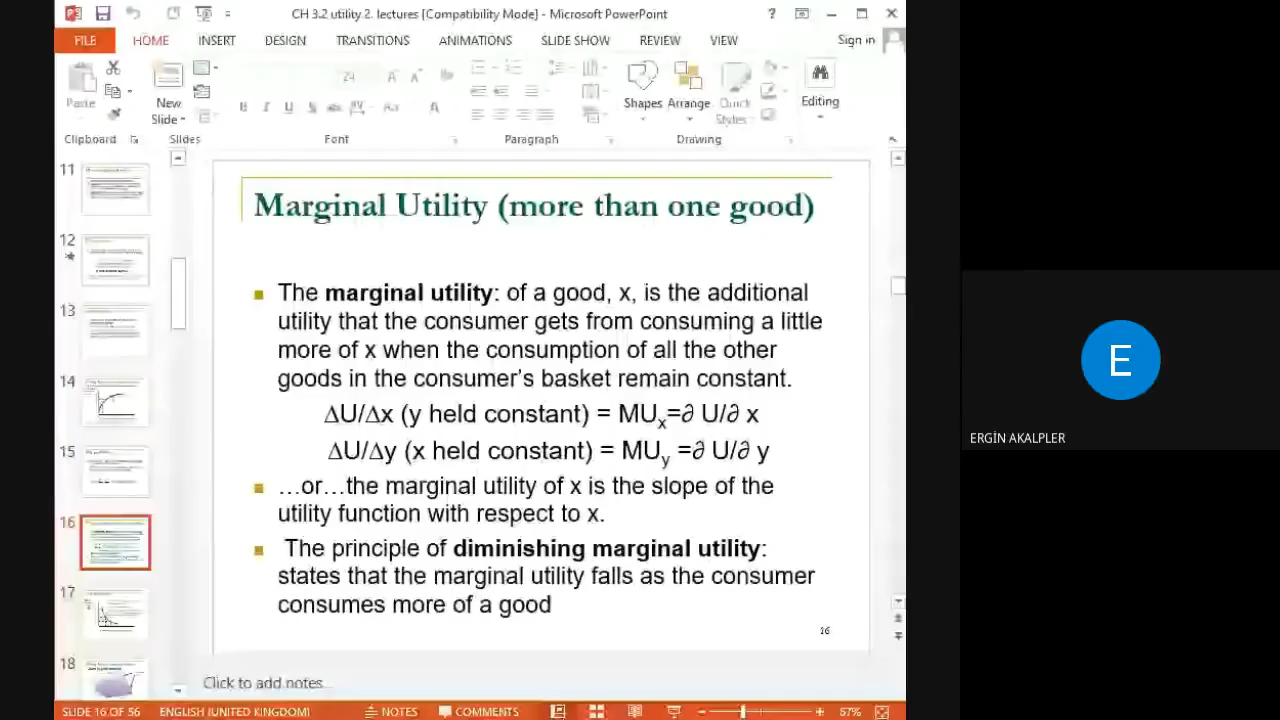 CH 3.2 utility 2. lectures [Compatibility Mode] - Microsoft PowerPoint
FILE HOME INSERT DESIGN TRANSITIONS ANIMATIONS SLIDE SHOW REVIEW VIEW Sign in
Paste
New Slide
24
B I U S abc AV Aa A
Shapes Arrange Quick Styles
Editing
Clipboard Slides Font Paragraph Drawing
11
12
13
14
15
16
17
18
Marginal Utility (more than one good)
The marginal utility: of a good, x, is the additional
utility that the consumer gets from consuming a little
more of x when the consumption of all the other
goods in the consumer’s basket remain constant.
∆U/∆x (y held constant) = MUx=∂ U/∂ x
∆U/∆y (x held constant) = MUy =∂ U/∂ y
…or…the marginal utility of x is the slope of the
utility function with respect to x.
The principle of diminishing marginal utility:
states that the marginal utility falls as the consumer
consumes more of a good
16
Click to add notes
SLIDE 16 OF 56 ENGLISH (UNITED KINGDOM) NOTES COMMENTS 57%
E
ERGİN AKALPLER